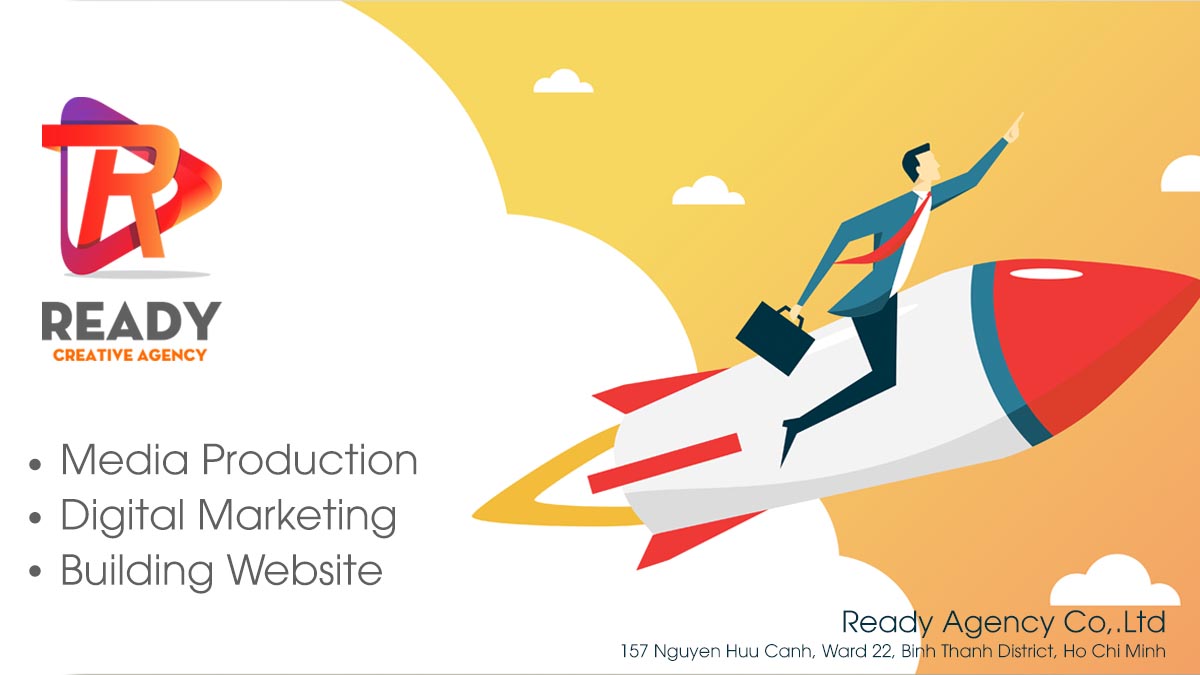 R
READY
CREATIVE AGENCY
• Media Production
• Digital Marketing
• Building Website
Ready Agency Co,.Ltd
157 Nguyen Huu Canh, Ward 22, Binh Thanh District, Ho Chi Minh